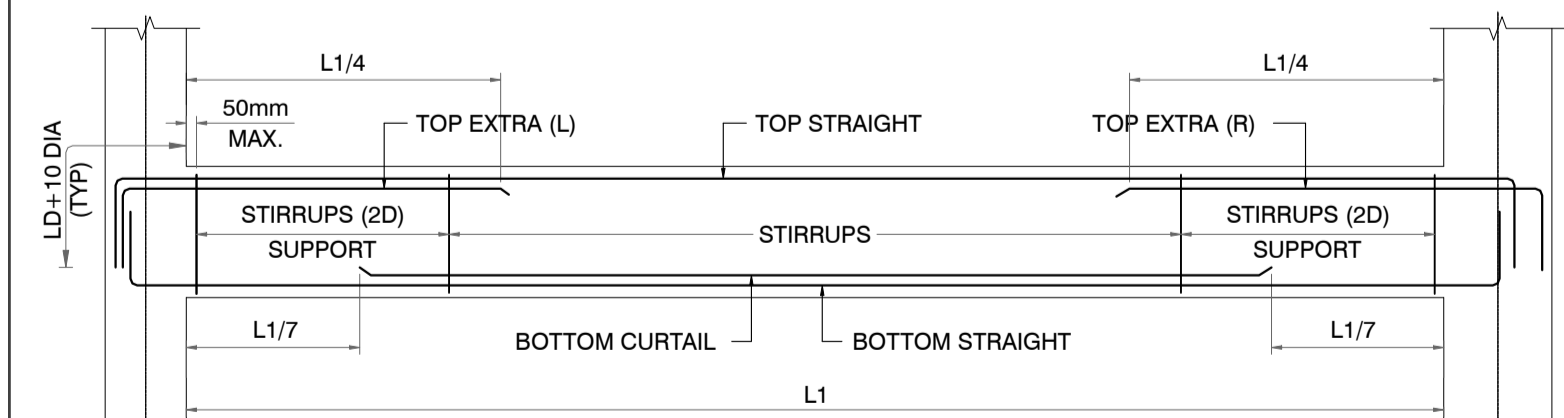 L1/4
L1/4
50mm
MAX.
TOP EXTRA (L)
TOP STRAIGHT
TOP EXTRA (R)
LD+10 DIA
(TYP)
STIRRUPS (2D)
SUPPORT
STIRRUPS
STIRRUPS (2D)
SUPPORT
L1/7
BOTTOM CURTAIL
BOTTOM STRAIGHT
L1/7
L1